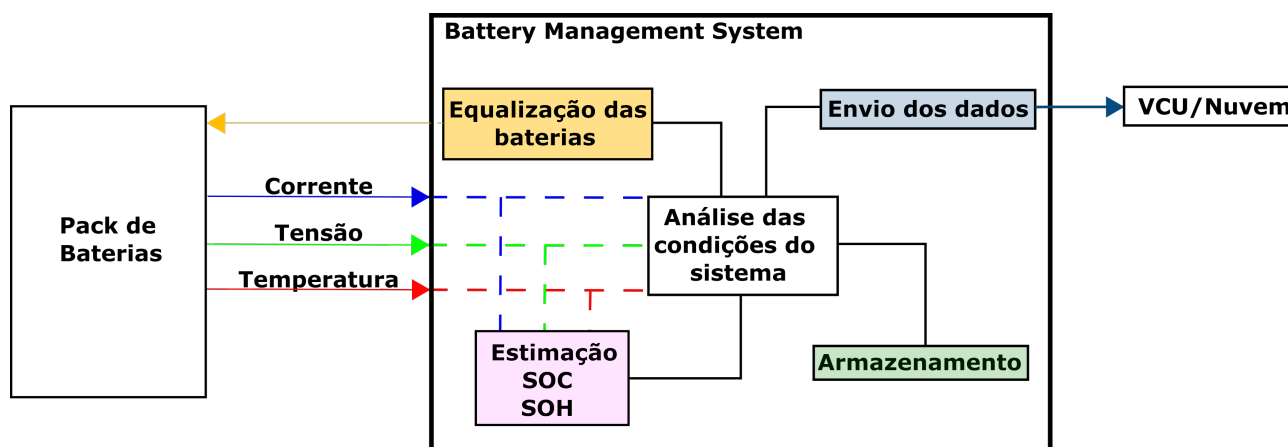 Battery Management System
Equalização das
baterias
Envio dos dados
VCU/Nuvem
Corrente
Tensão
Temperatura
Pack de
Baterias
Análise das
condições do
sistema
Estimação
SOC
SOH
Armazenamento